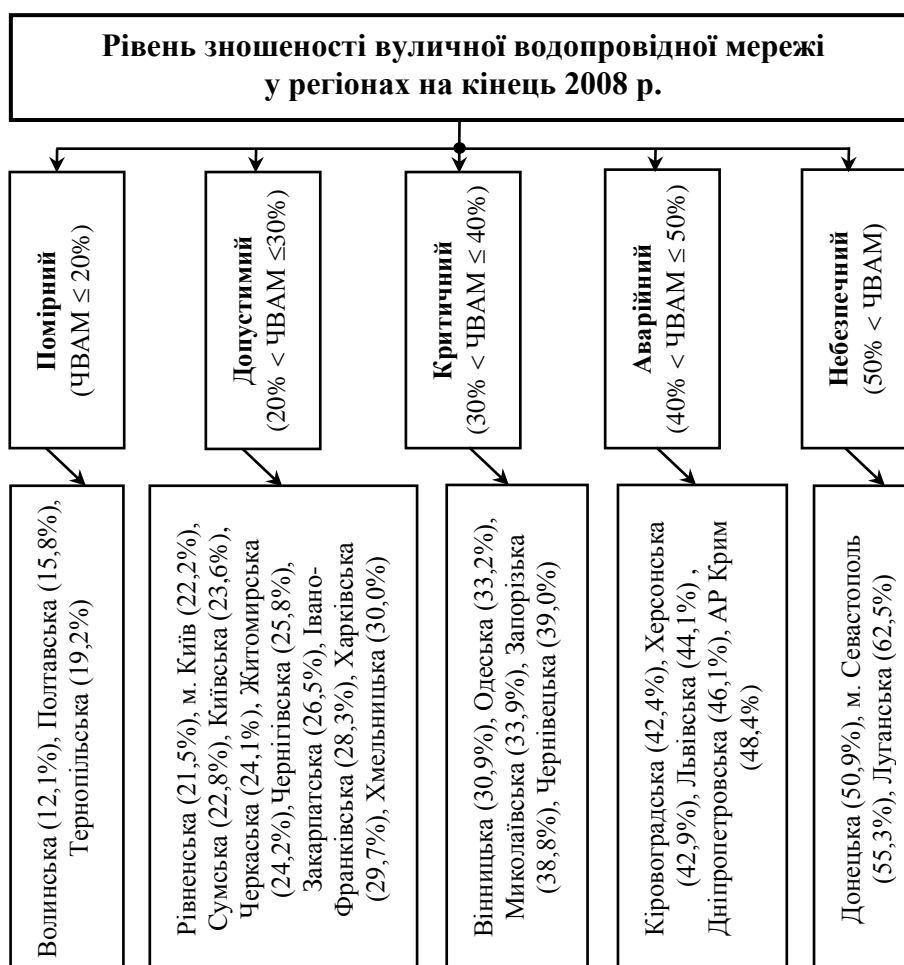 Рівень зношеності вуличної водопровідної мережі
у регіонах на кінець 2008 р.
Помірний
(ЧВАМ ≤ 20%)
Допустимий
(20% < ЧВАМ ≤30%)
Критичний
(30% < ЧВАМ ≤ 40%)
Аварійний
(40% < ЧВАМ ≤ 50%)
Небезпечний
(50% < ЧВАМ)
Волинська (12,1%), Полтавська (15,8%),
Тернопільська (19,2%)
Рівненська (21,5%), м. Київ (22,2%),
Сумська (22,8%), Київська (23,6%),
Черкаська (24,1%), Житомирська
(24,2%),Чернігівська (25,8%),
Закарпатська (26,5%), Івано-
Франківська (28,3%), Харківська
(29,7%), Хмельницька (30,0%)
Вінницька (30,9%), Одеська (33,2%),
Миколаївська (33,9%), Запорізька
(38,8%), Чернівецька (39,0%)
Кіровоградська (42,4%), Херсонська
(42,9%), Львівська (44,1%) ,
Дніпропетровська (46,1%), АР Крим
(48,4%)
Донецька (50,9%), м. Севастополь
(55,3%), Луганська (62,5%)